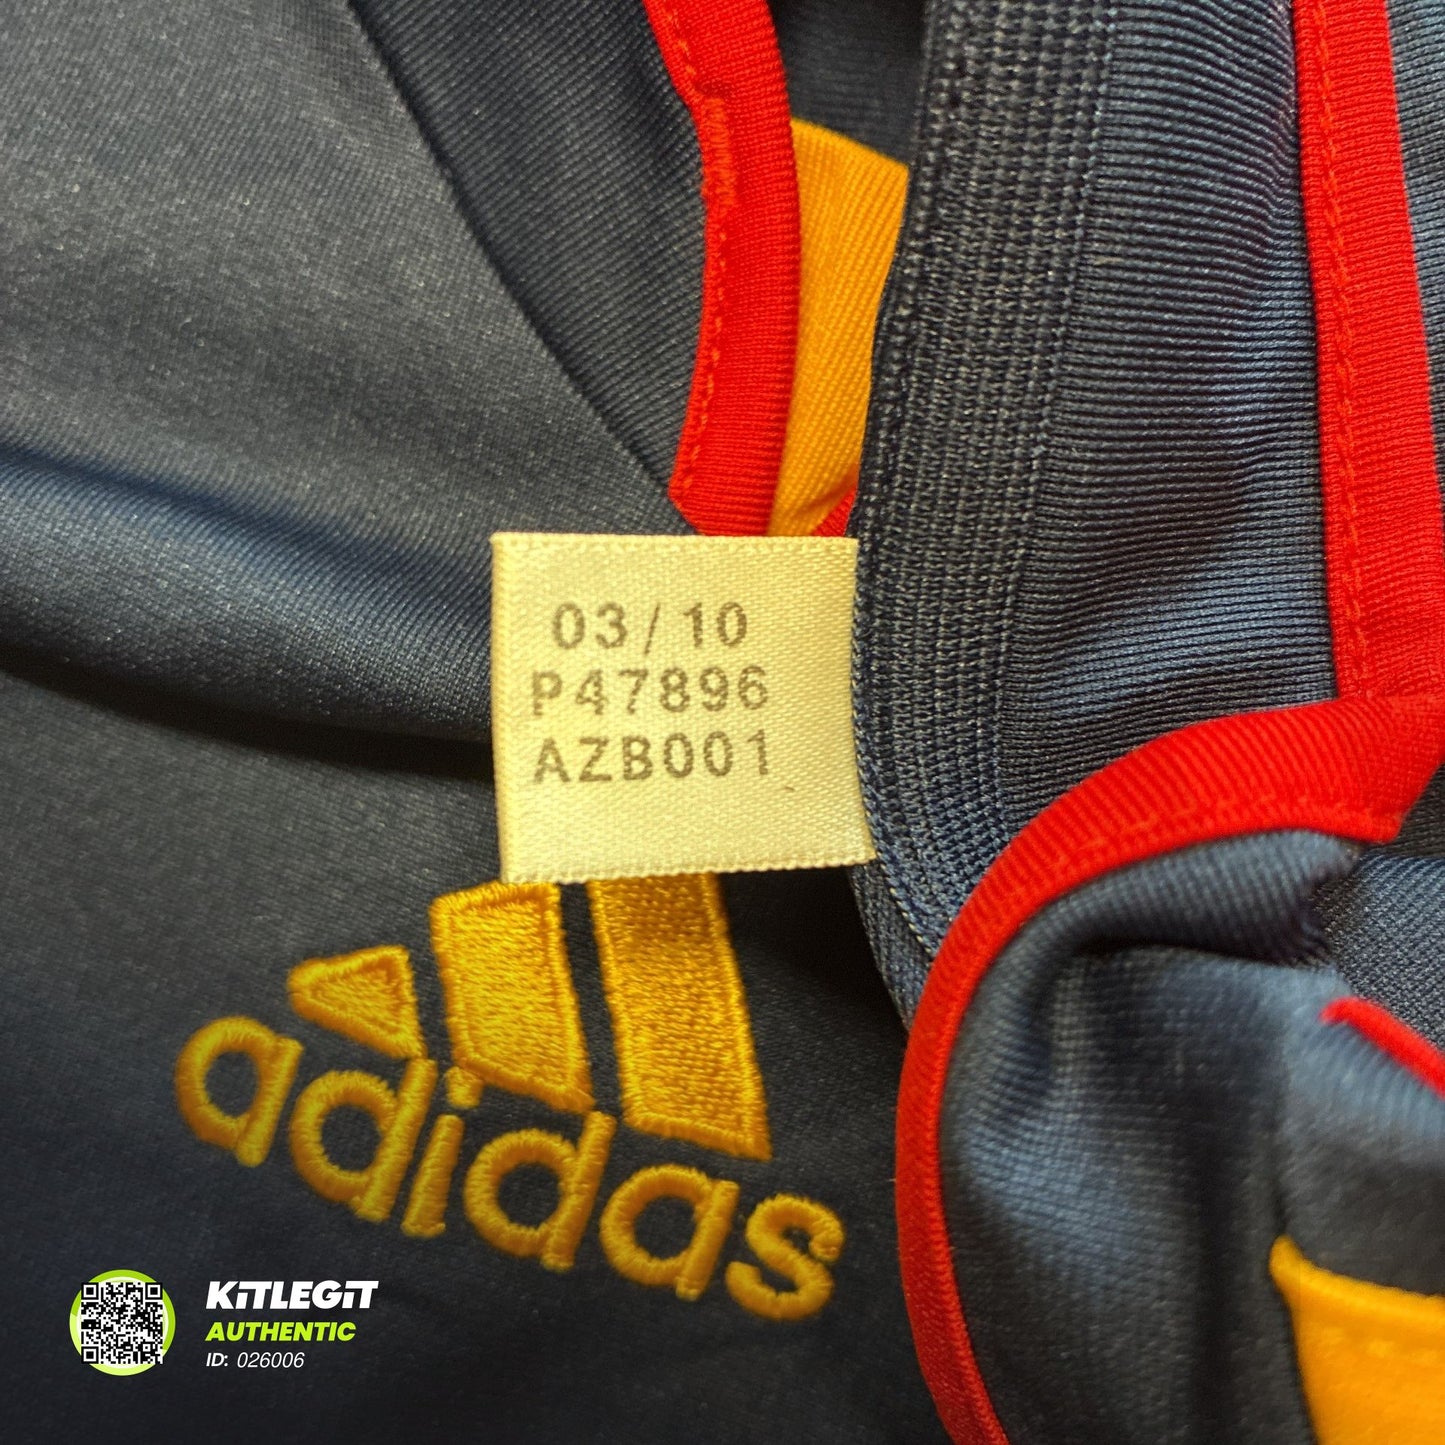 03/10
P47896
AZB001
adidas
KiTLEGiT
AUTHENTIC
ID: 026006